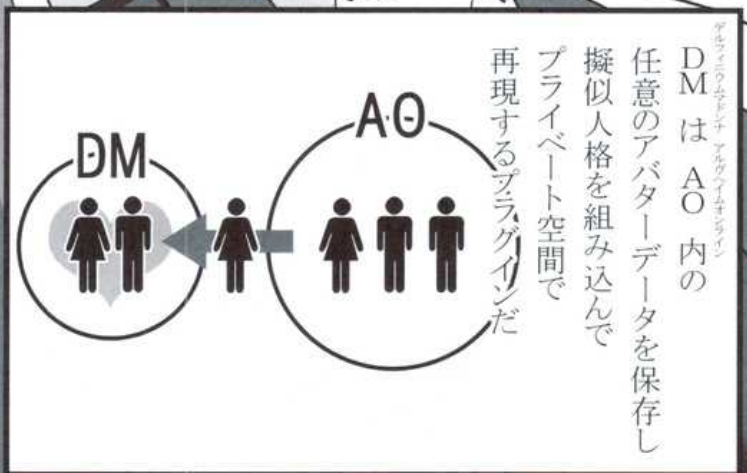 DM は AO 内の
デルフィニウムマドンナ アルヴヘイムオンライン
任意のアバターデータを保存し
擬似人格を組み込んで
プライベート空間で
再現するプラグインだ
AO
DM